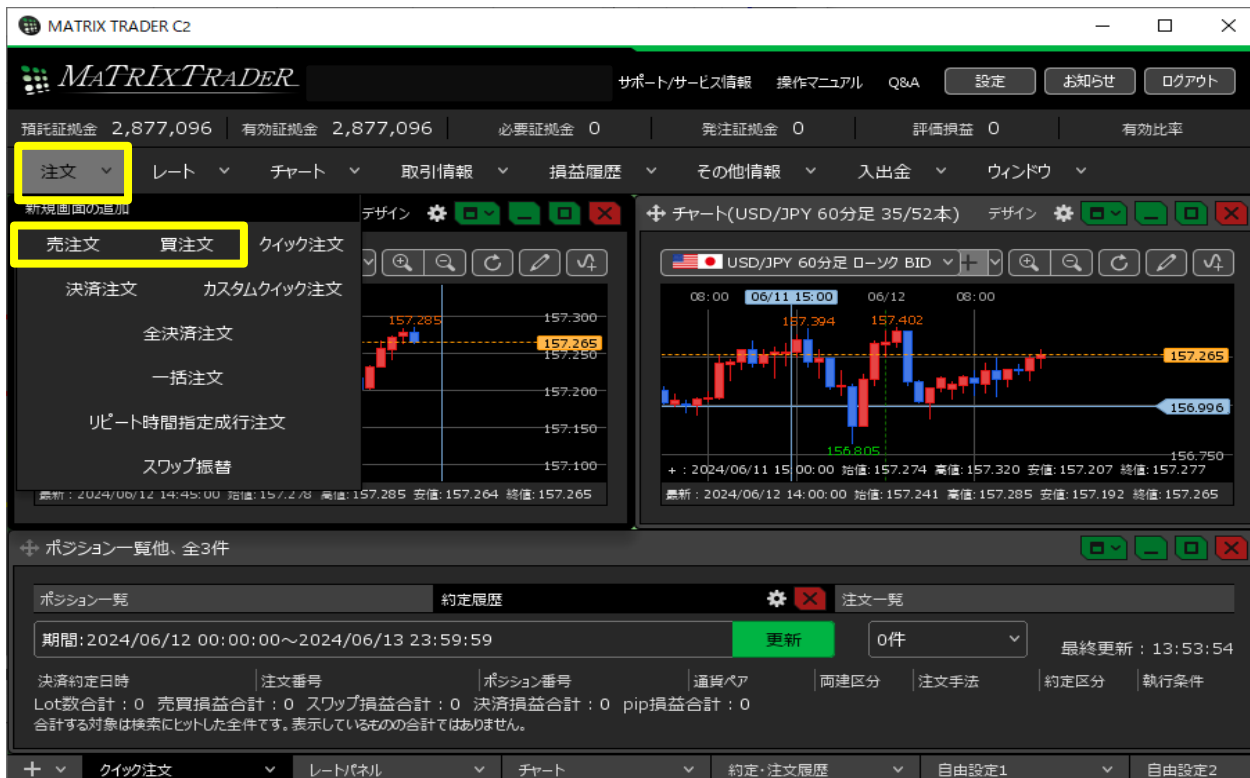 MATRIX TRADER C2
MATRIXTRADER サポート/サービス情報 操作マニュアル Q&A 設定 お知らせ ログアウト
預託証拠金 2,877,096 有効証拠金 2,877,096 必要証拠金 0 発注証拠金 0 評価損益 0 有効比率
注文 レート チャート 取引情報 損益履歴 その他情報 入出金 ウィンドウ
新規画面の追加
売注文 買注文 クイック注文
決済注文 カスタムクイック注文
全決済注文
一括注文
リピート時間指定成行注文
スワップ振替
デザイン
157.285
157.300
157.265
157.250
157.200
157.150
157.100
最新:2024/06/12 14:45:00 始値:157.278 高値:157.285 安値:157.264 終値:157.265
チャート(USD/JPY 60分足 35/52本) デザイン
USD/JPY 60分足 ローソク BID
08:00 06/11 15:00 06/12 08:00
157.394 157.402
157.265
156.996
156.805
156.750
+:2024/06/11 15:00:00 始値:157.274 高値:157.320 安値:157.207 終値:157.277
最新:2024/06/12 14:00:00 始値:157.241 高値:157.285 安値:157.192 終値:157.265
ポジション一覧他、全3件
ポジション一覧 約定履歴 注文一覧
期間:2024/06/12 00:00:00～2024/06/13 23:59:59 更新 0件 最終更新:13:53:54
決済約定日時 注文番号 ポジション番号 通貨ペア 両建区分 注文手法 約定区分 執行条件
Lot数合計:0 売買損益合計:0 スワップ損益合計:0 決済損益合計:0 pip損益合計:0
合計する対象は検索にヒットした全件です。表示しているものの合計てはありません。
クイック注文 レートパネル チャート 約定・注文履歴 自由設定1 自由設定2